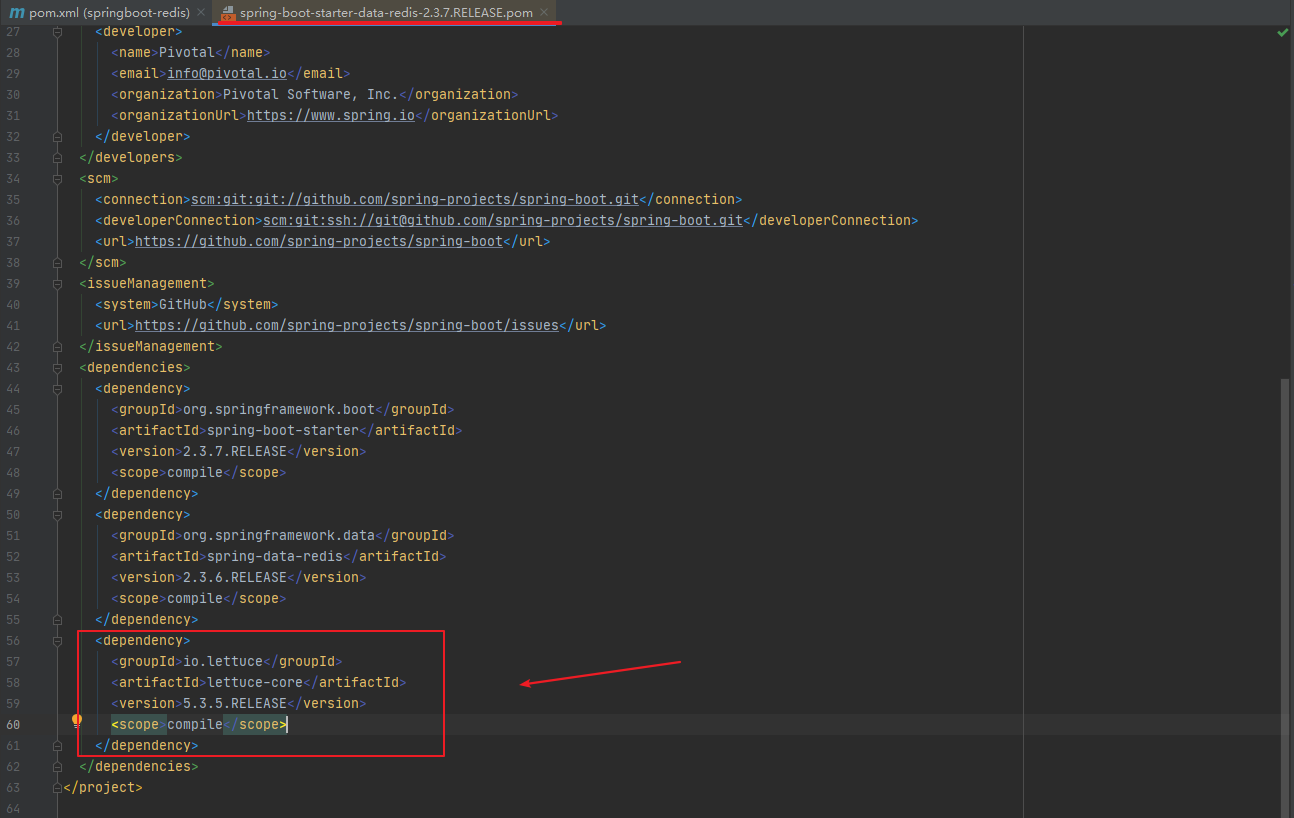 pom.xml (springboot-redis) spring-boot-starter-data-redis-2.3.7.RELEASE.pom
27 <developer>
28 <name>Pivotal</name>
29 <email>info@pivotal.io</email>
30 <organization>Pivotal Software, Inc.</organization>
31 <organizationUrl>https://www.spring.io</organizationUrl>
32 </developer>
33 </developers>
34 <scm>
35 <connection>scm:git:git://github.com/spring-projects/spring-boot.git</connection>
36 <developerConnection>scm:git:ssh://git@github.com/spring-projects/spring-boot.git</developerConnection>
37 <url>https://github.com/spring-projects/spring-boot</url>
38 </scm>
39 <issueManagement>
40 <system>GitHub</system>
41 <url>https://github.com/spring-projects/spring-boot/issues</url>
42 </issueManagement>
43 <dependencies>
44 <dependency>
45 <groupId>org.springframework.boot</groupId>
46 <artifactId>spring-boot-starter</artifactId>
47 <version>2.3.7.RELEASE</version>
48 <scope>compile</scope>
49 </dependency>
50 <dependency>
51 <groupId>org.springframework.data</groupId>
52 <artifactId>spring-data-redis</artifactId>
53 <version>2.3.6.RELEASE</version>
54 <scope>compile</scope>
55 </dependency>
56 <dependency>
57 <groupId>io.lettuce</groupId>
58 <artifactId>lettuce-core</artifactId>
59 <version>5.3.5.RELEASE</version>
60 <scope>compile</scope>
61 </dependency>
62 </dependencies>
63 </project>
64